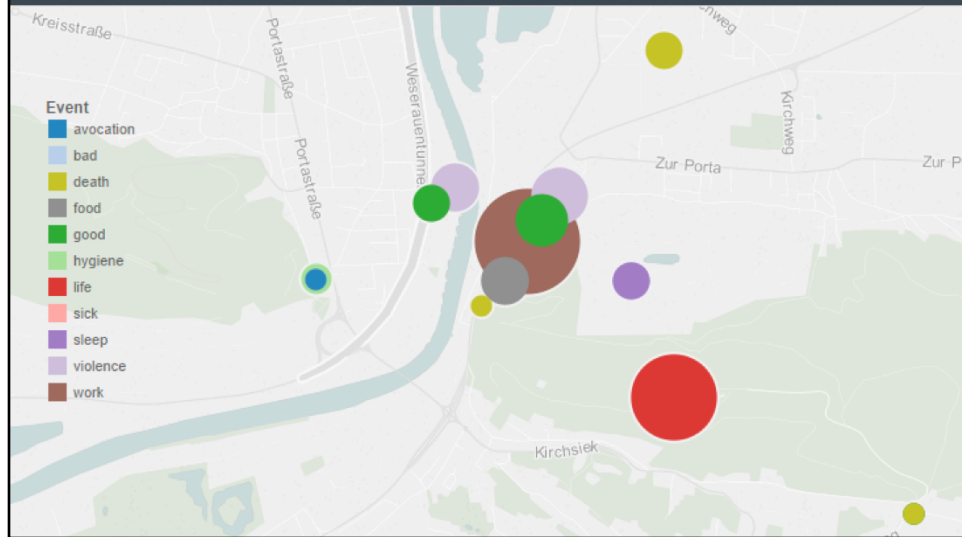 Kreisstraße
Portastraße
Weserauentunnel
Kirchweg
Zur Porta
Zur P
Portastraße
Event
avocation
bad
death
food
good
hygiene
life
sick
sleep
violence
work
Kirchsiek